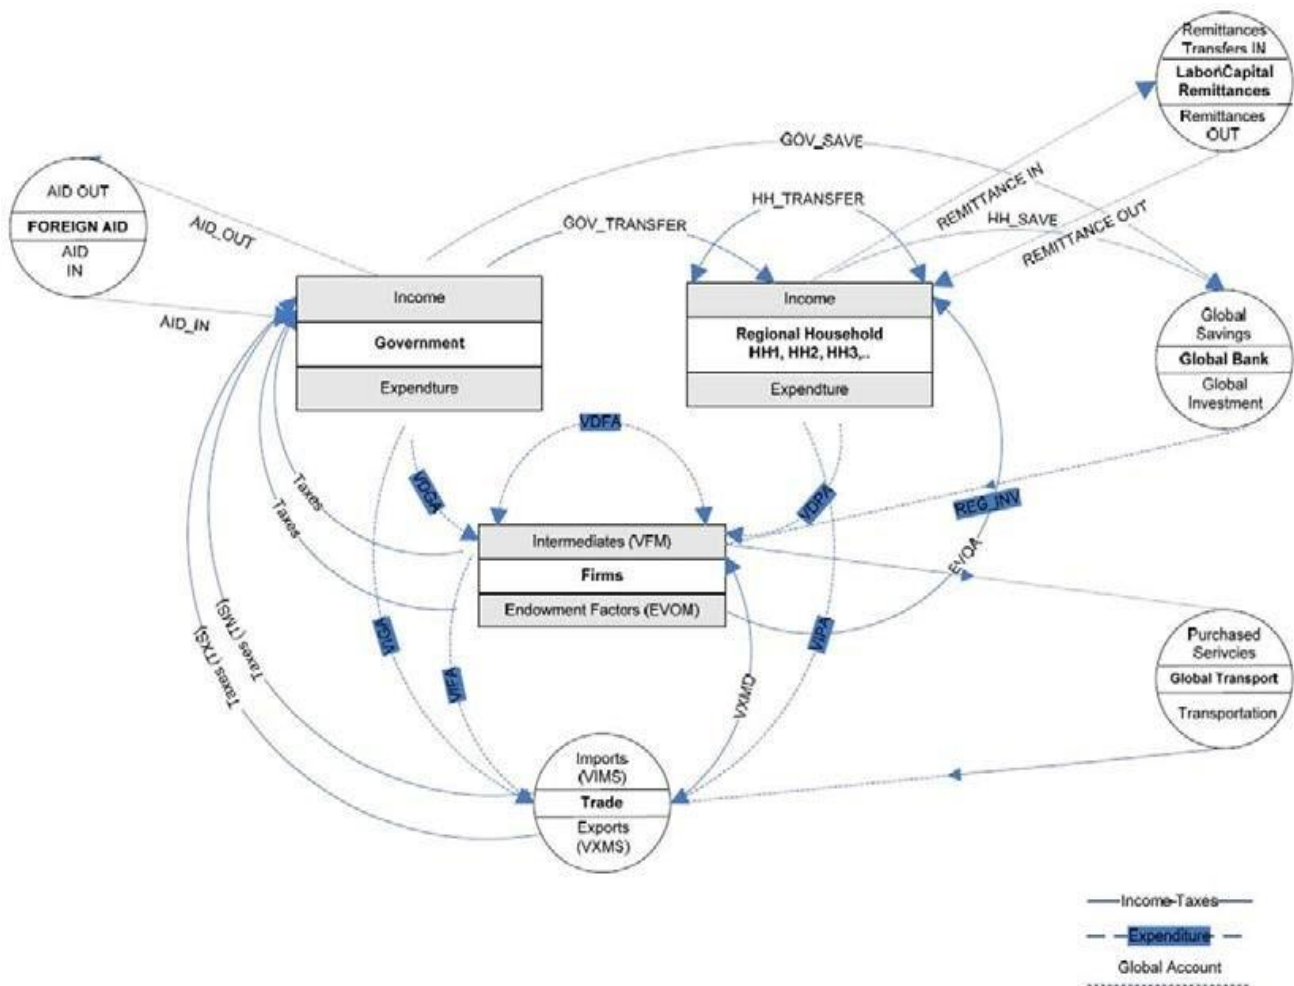 Remittances
Transfers IN
Labor\Capital
Remittances
Remittances
OUT
GOV_SAVE
AID OUT
FOREIGN AID
AID
IN
AID_OUT
AID_IN
GOV_TRANSFER
HH_TRANSFER
REMITTANCE IN
HH_SAVE
REMITTANCE OUT
Income
Government
Expendture
Income
Regional Household
HH1, HH2, HH3,..
Expendture
Global
Savings
Global Bank
Global
Investment
VDFA
Taxes
Taxes
VDGA
VDPA
REG_INV
EVOA
Intermediates (VFM)
Firms
Endowment Factors (EVOM)
Taxes (TMS)
Taxes (TXS)
VIGA
VIFA
VIPA
VXMD
Purchased
Serivcies
Global Transport
Transportation
Imports
(VIMS)
Trade
Exports
(VXMS)
Income-Taxes
Expenditure
Global Account